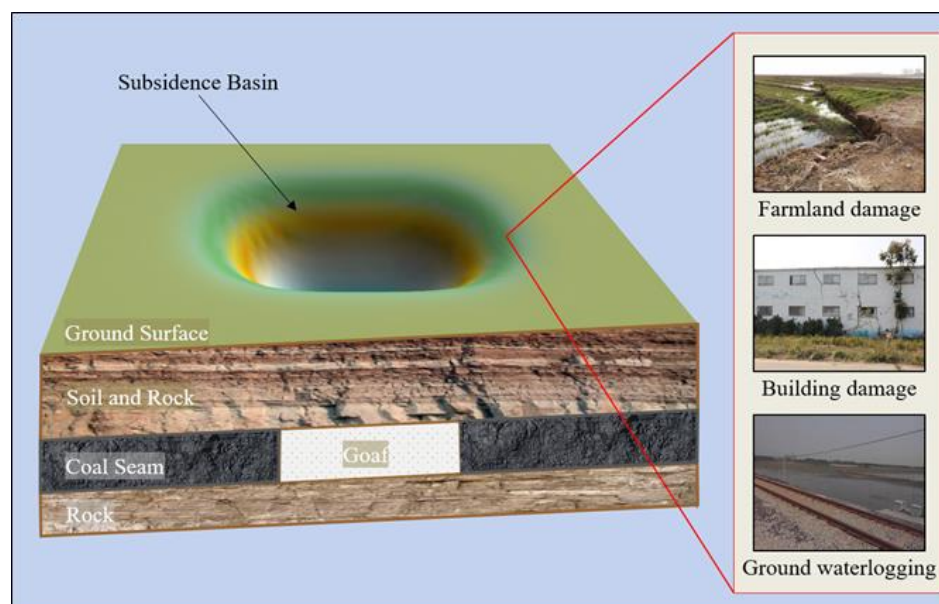 Subsidence Basin
Ground Surface
Soil and Rock
Coal Seam
Goaf
Rock
Farmland damage
Building damage
Ground waterlogging